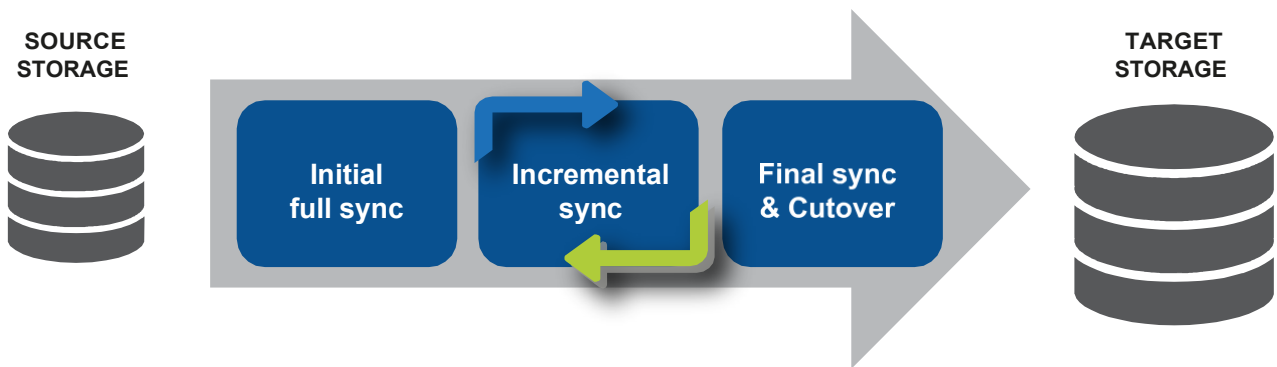 SOURCE
STORAGE
Initial
full sync
Incremental
sync
Final sync
& Cutover
TARGET
STORAGE